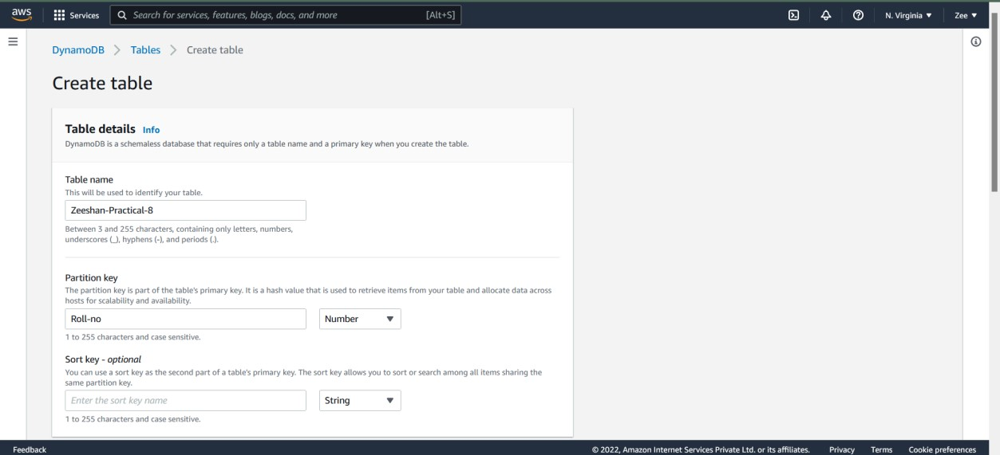 aws
Services
Search for services, features, blogs, docs, and more
[Alt+S]
N. Virginia ▼
Zee ▼
DynamoDB > Tables > Create table
Create table
Table details Info
DynamoDB is a schemaless database that requires only a table name and a primary key when you create the table.
Table name
This will be used to identify your table.
Zeeshan-Practical-8
Between 3 and 255 characters, containing only letters, numbers,
underscores (_), hyphens (-), and periods (.).
Partition key
The partition key is part of the table's primary key. It is a hash value that is used to retrieve items from your table and allocate data across
hosts for scalability and availability.
Roll-no
Number
1 to 255 characters and case sensitive.
Sort key - optional
You can use a sort key as the second part of a table's primary key. The sort key allows you to sort or search among all items sharing the
same partition key.
Enter the sort key name
String
1 to 255 characters and case sensitive.
Feedback
© 2022, Amazon Internet Services Private Ltd. or its affiliates.
Privacy
Terms
Cookie preferences